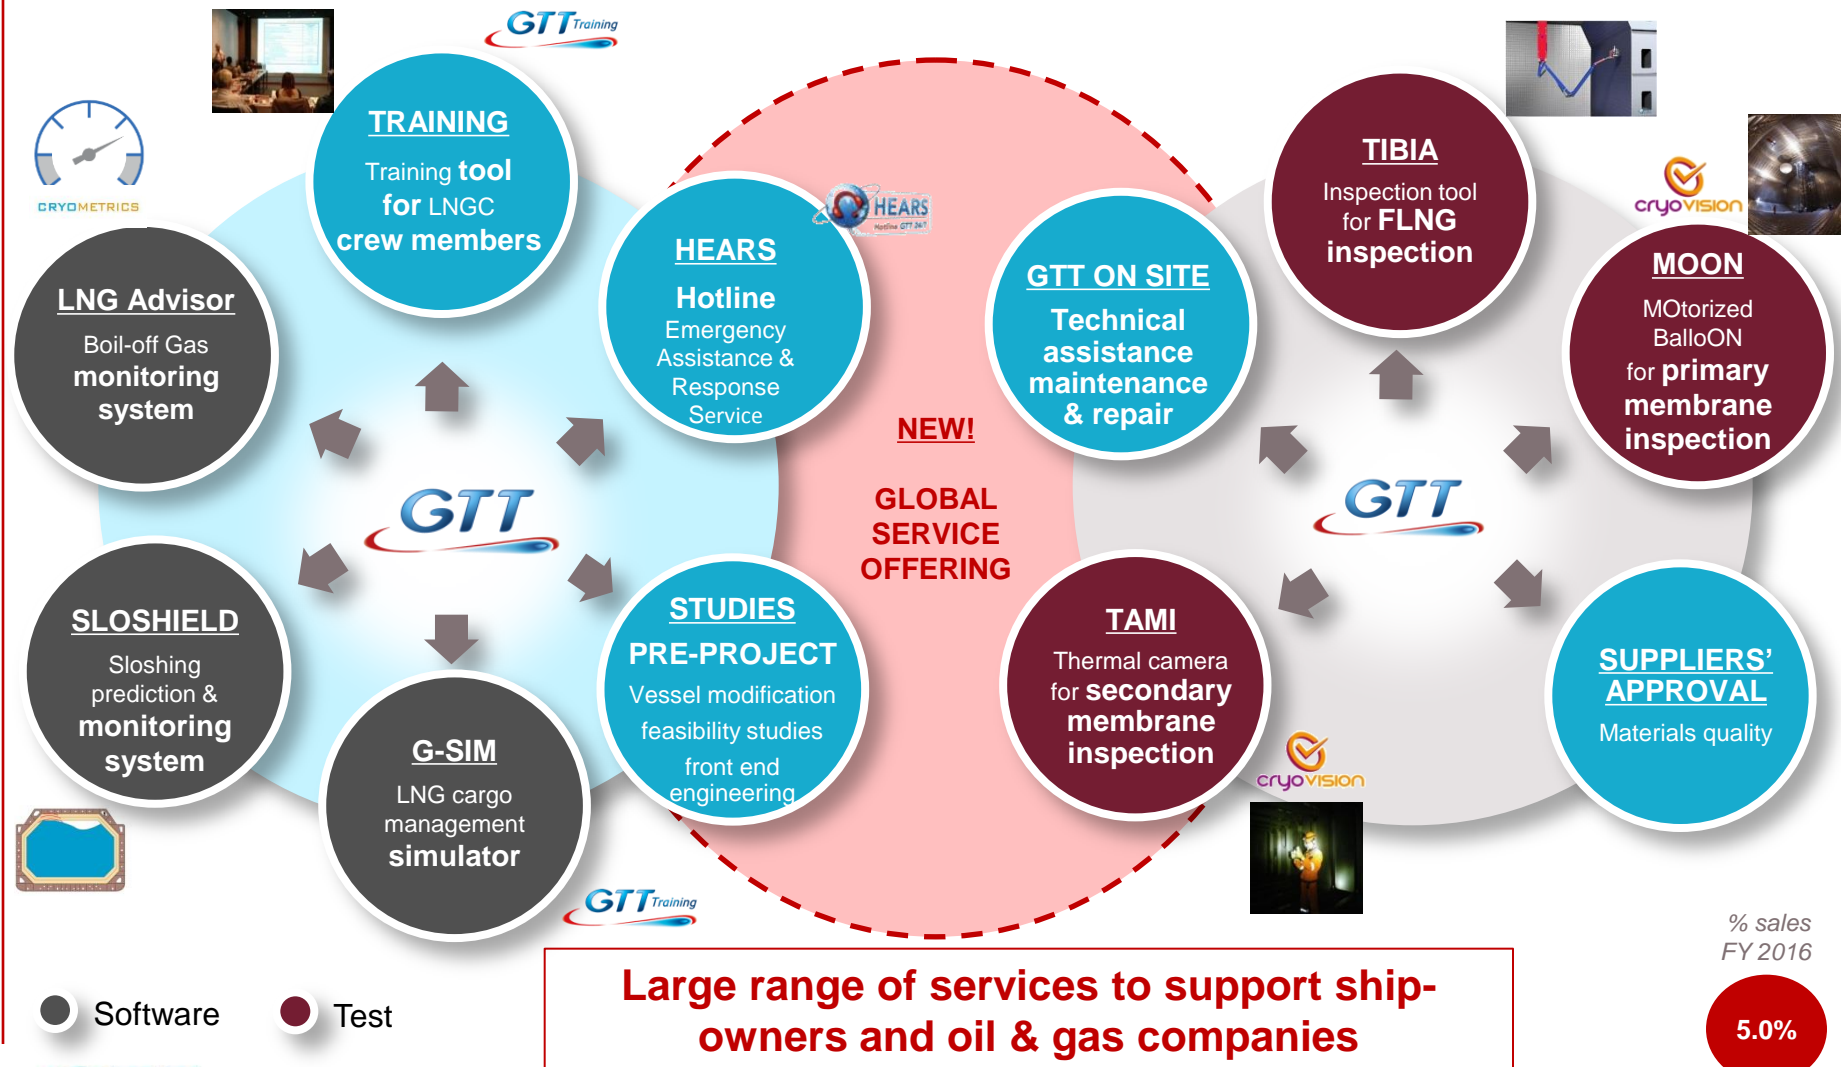 GTT Training
CRYOMETRICS
TRAINING
Training tool
for LNGC
crew members
HEARS
Hotline GTT 24/7
HEARS
Hotline
Emergency
Assistance &
Response
Service
LNG Advisor
Boil-off Gas
monitoring
system
GTT
SLOSHIELD
Sloshing
prediction &
monitoring
system
G-SIM
LNG cargo
management
simulator
GTT Training
STUDIES
PRE-PROJECT
Vessel modification
feasibility studies
front end
engineering
NEW!
GLOBAL
SERVICE
OFFERING
GTT ON SITE
Technical
assistance
maintenance
& repair
TIBIA
Inspection tool
for FLNG
inspection
cryovision
MOON
MOtorized
BalloON
for primary
membrane
inspection
GTT
TAMI
Thermal camera
for secondary
membrane
inspection
cryovision
SUPPLIERS’
APPROVAL
Materials quality
% sales
FY 2016
5.0%
Software
Test
Large range of services to support ship-
owners and oil & gas companies